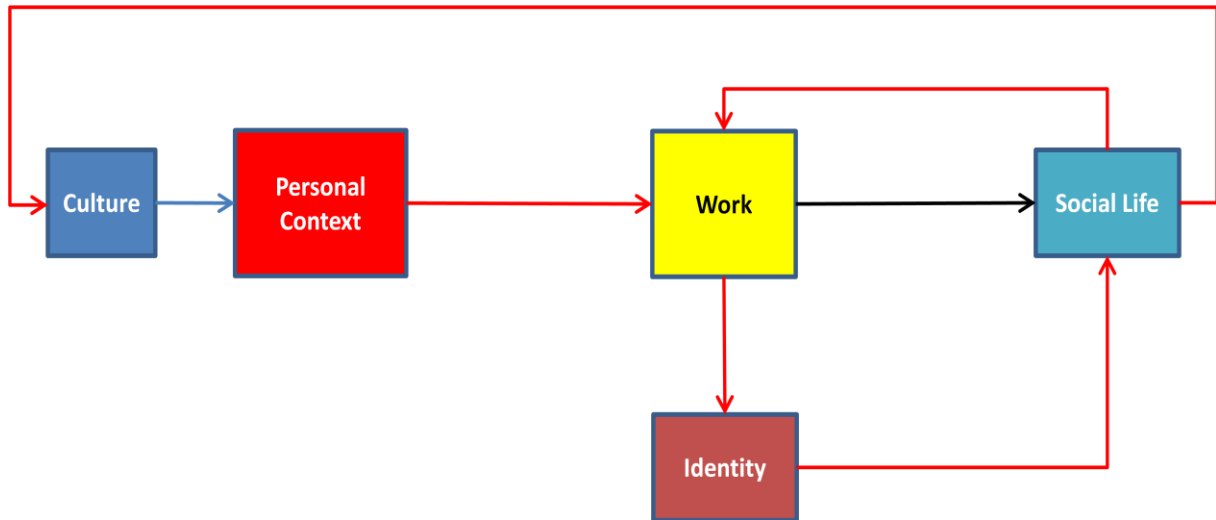 Culture
Personal
Context
Work
Social Life
Identity